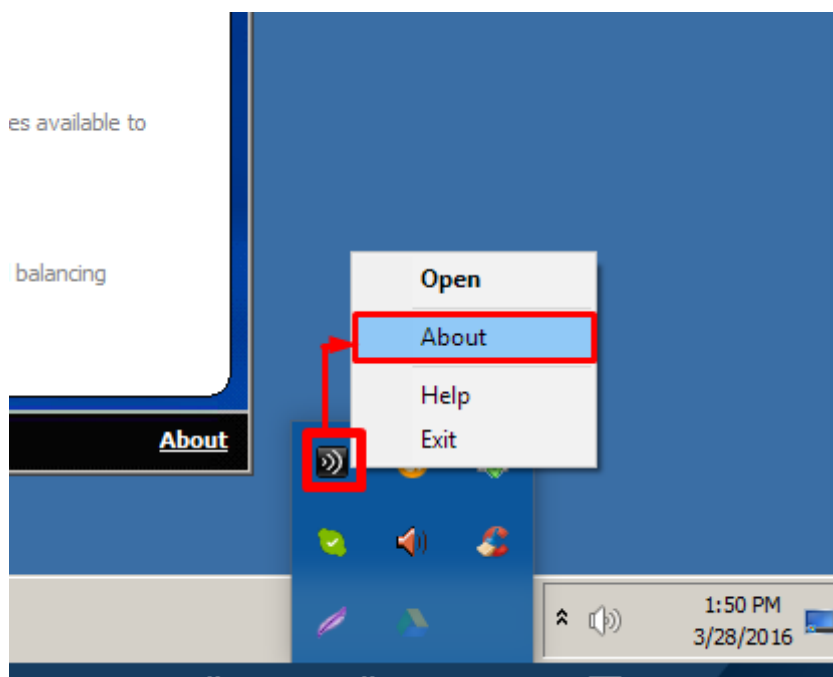 es available to
balancing
About
Open
About
Help
Exit
1:50 PM
3/28/2016